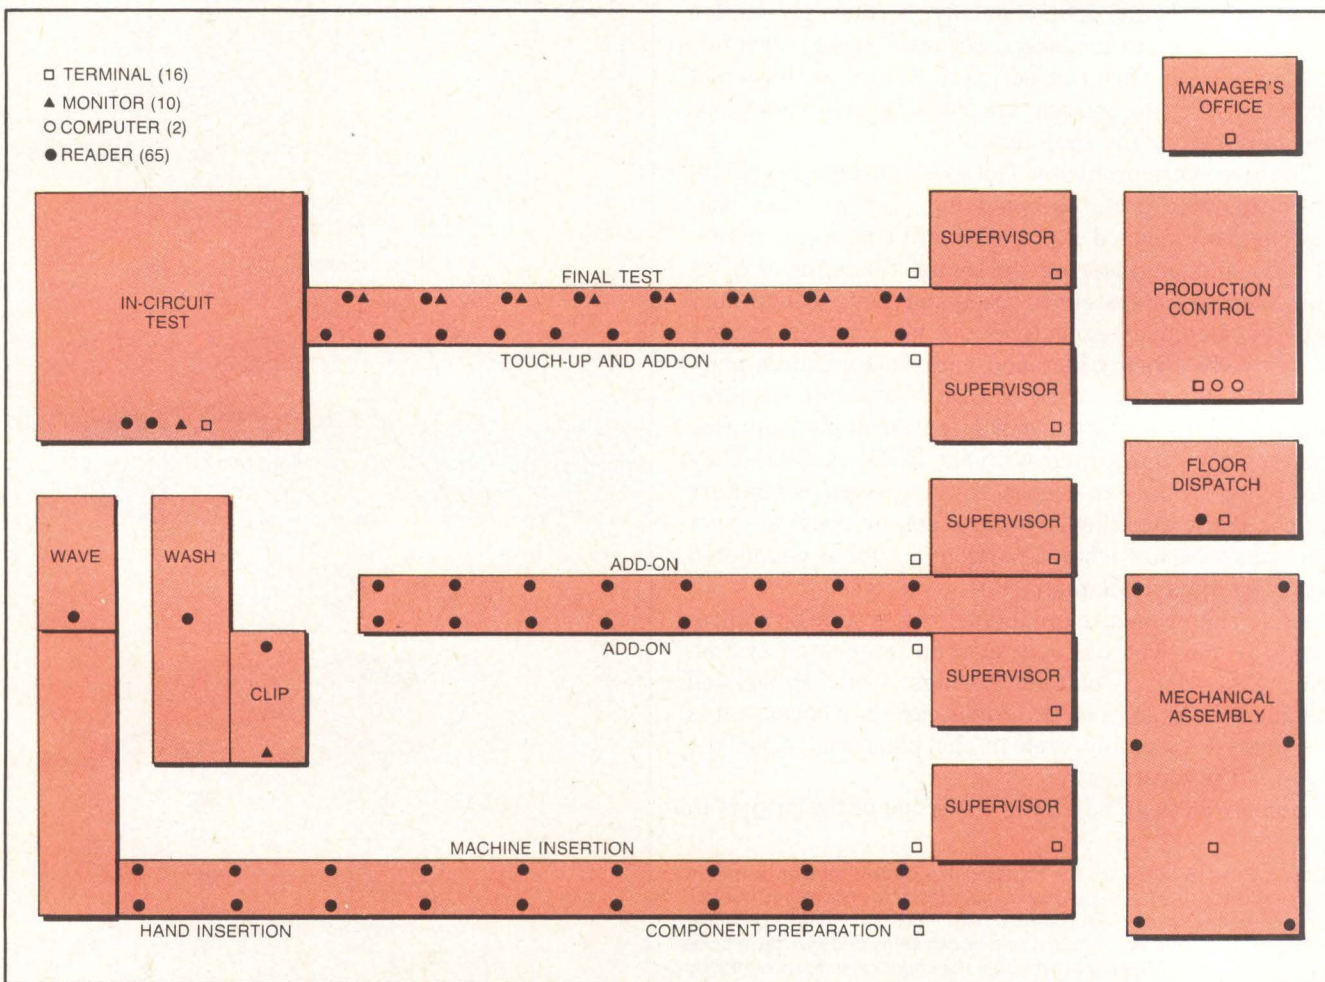 TERMINAL (16)
MONITOR (10)
COMPUTER (2)
READER (65)
MANAGER'S
OFFICE
IN-CIRCUIT
TEST
FINAL TEST
SUPERVISOR
PRODUCTION
CONTROL
TOUCH-UP AND ADD-ON
SUPERVISOR
FLOOR
DISPATCH
WAVE
WASH
CLIP
ADD-ON
SUPERVISOR
ADD-ON
SUPERVISOR
MECHANICAL
ASSEMBLY
MACHINE INSERTION
SUPERVISOR
HAND INSERTION
COMPONENT PREPARATION